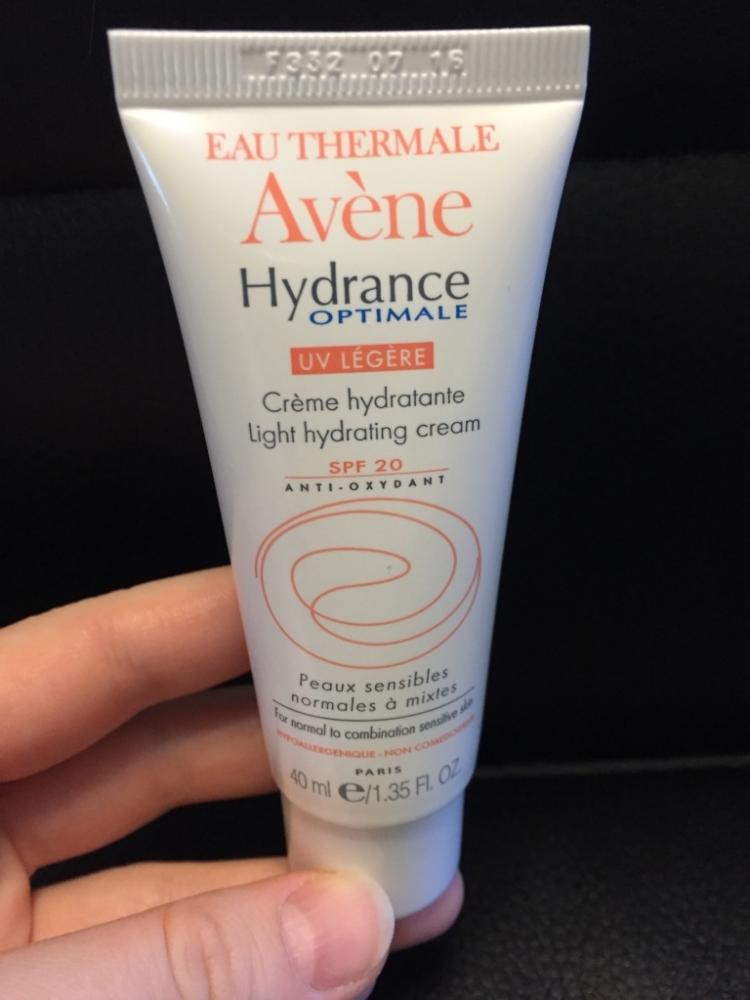 F332 07 16
EAU THERMALE
Avène
Hydrance
OPTIMALE
UV LÉGÈRE
Crème hydratante
Light hydrating cream
SPF 20
ANTI-OXYDANT
Peaux sensibles
normales à mixtes
For normal to combination sensitive skin
HYPOALLERGENIQUE - NON
PARIS
40 ml e/1.35 Fl. OZ.